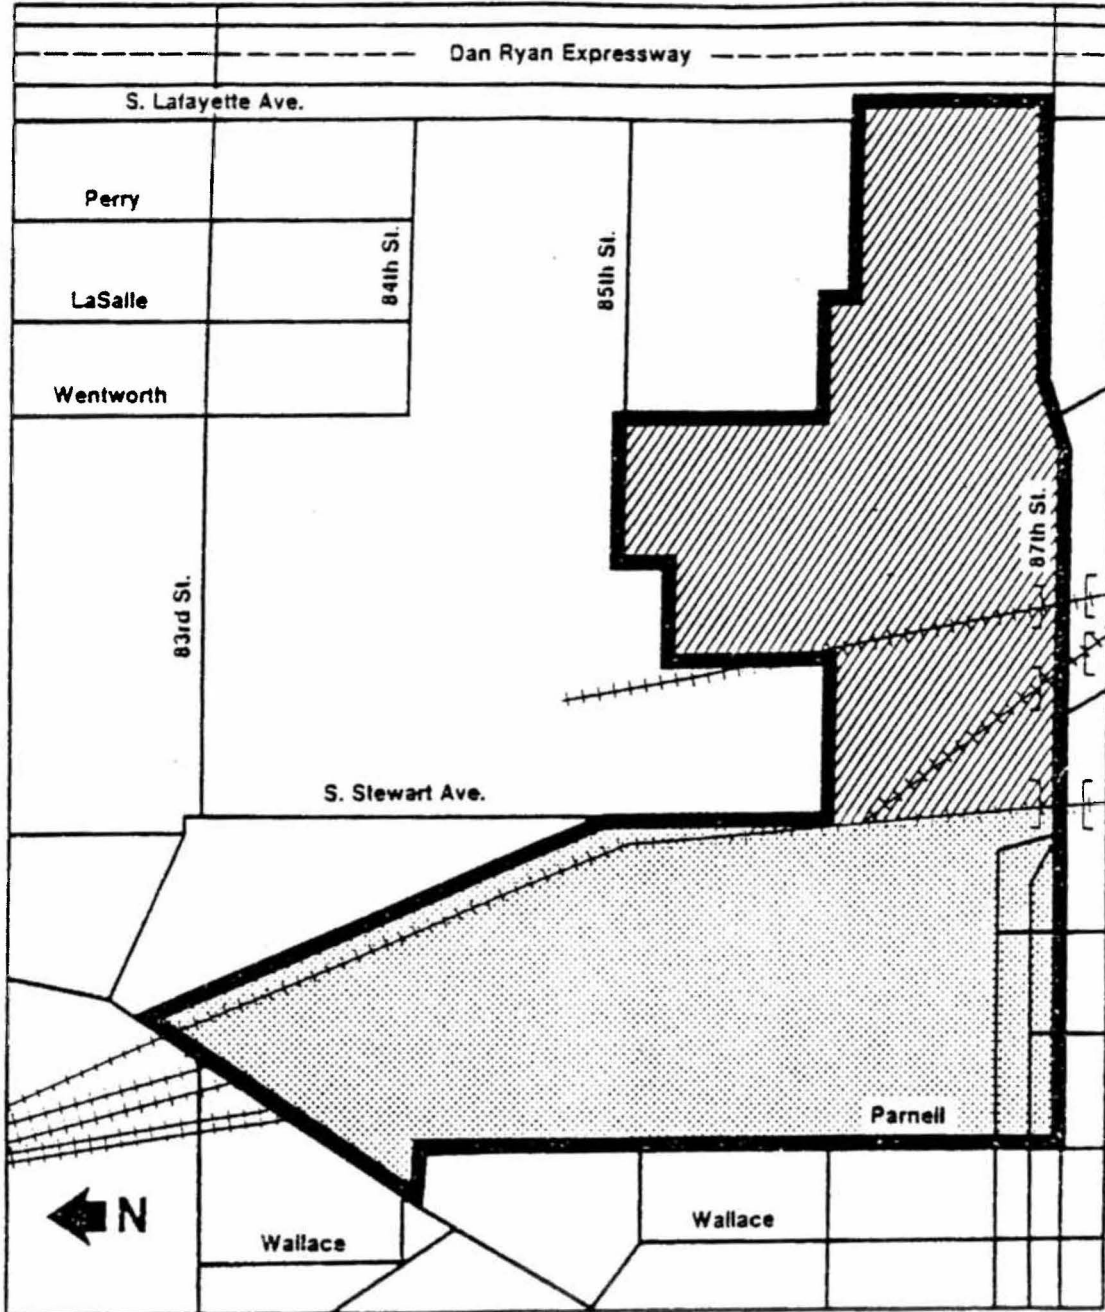 Dan Ryan Expressway
S. Lafayette Ave.
Perry
84th St.
85th St.
LaSalle
Wentworth
87th St.
83rd St.
S. Stewart Ave.
Parnell
N
Wallace
Wallace